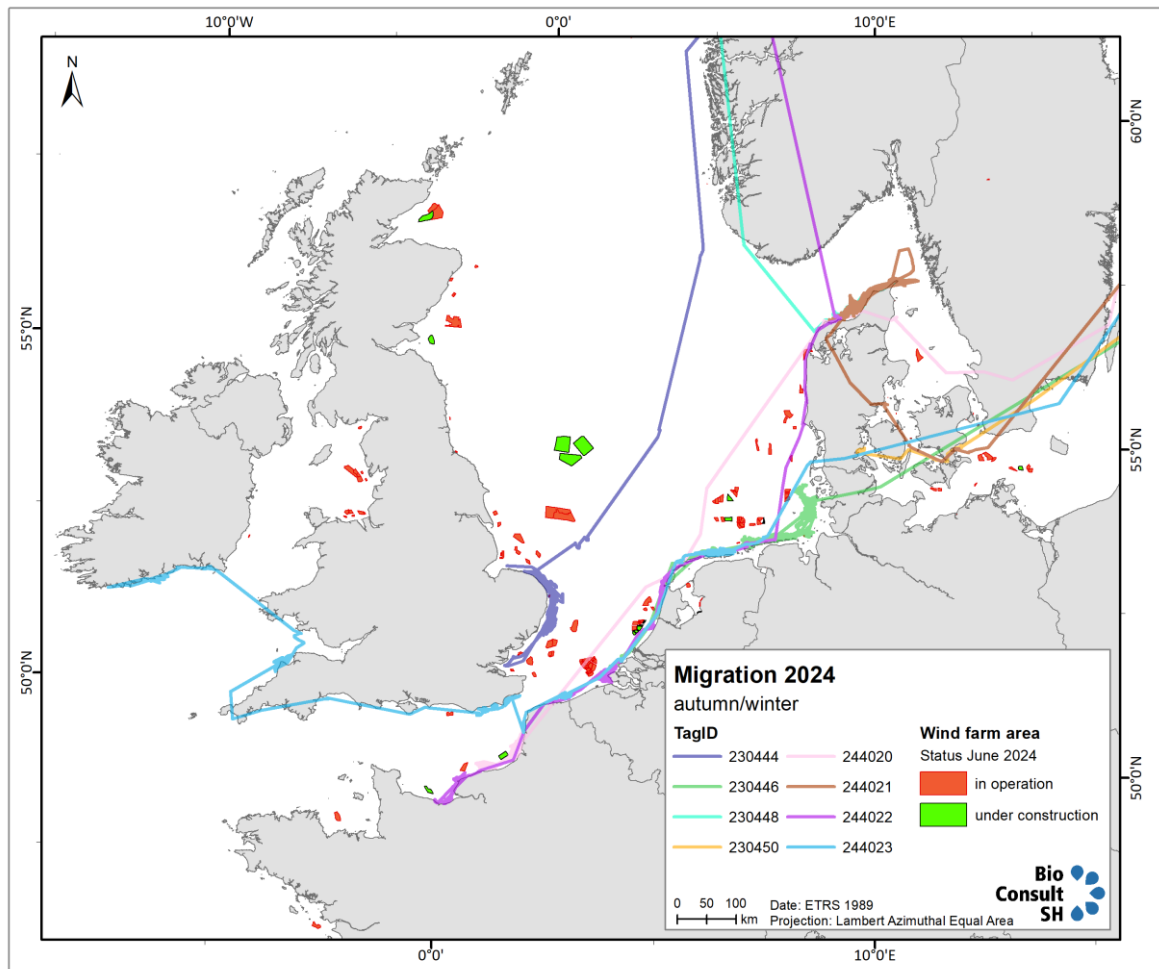 10°0'W 0°0' 10°0'E
N
60°0'N
55°0'N
55°0'N
50°0'N
50°0'N
Migration 2024
autumn/winter
TagID
230444 244020
230446 244021
230448 244022
230450 244023
Wind farm area
Status June 2024
in operation
under construction
0 50 100
km
Date: ETRS 1989
Projection: Lambert Azimuthal Equal Area
Bio
Consult
SH
0°0' 10°0'E